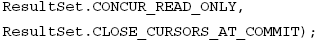 ResultSet.CONCUR_READ_ONLY,
ResultSet.CLOSE_CURSORS_AT_COMMIT);